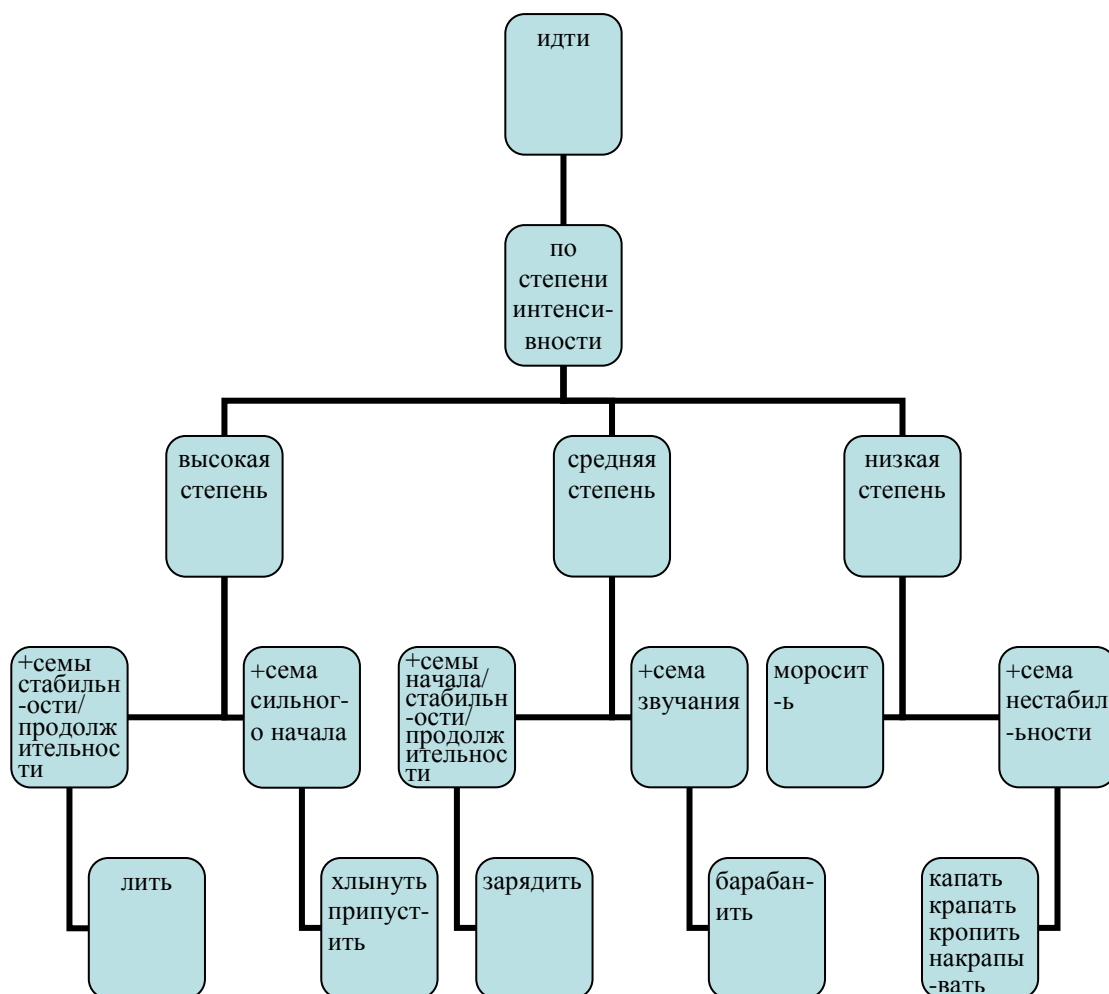 идти
по
степени
интенси-
вности
высокая
степень
средняя
степень
низкая
степень
+семы
стабильн
-ости/
продолж
ительнос
ти
+сема
сильног-
о начала
+семы
начала/
стабильн
-ости/
продолж
ительнос
ти
+сема
звучания
моросит
-ь
+сема
нестабил
-ьности
лить
хлынуть
припуст-
ить
зарядить
барабан-
ить
капать
крапать
кропить
накрапы
-вать